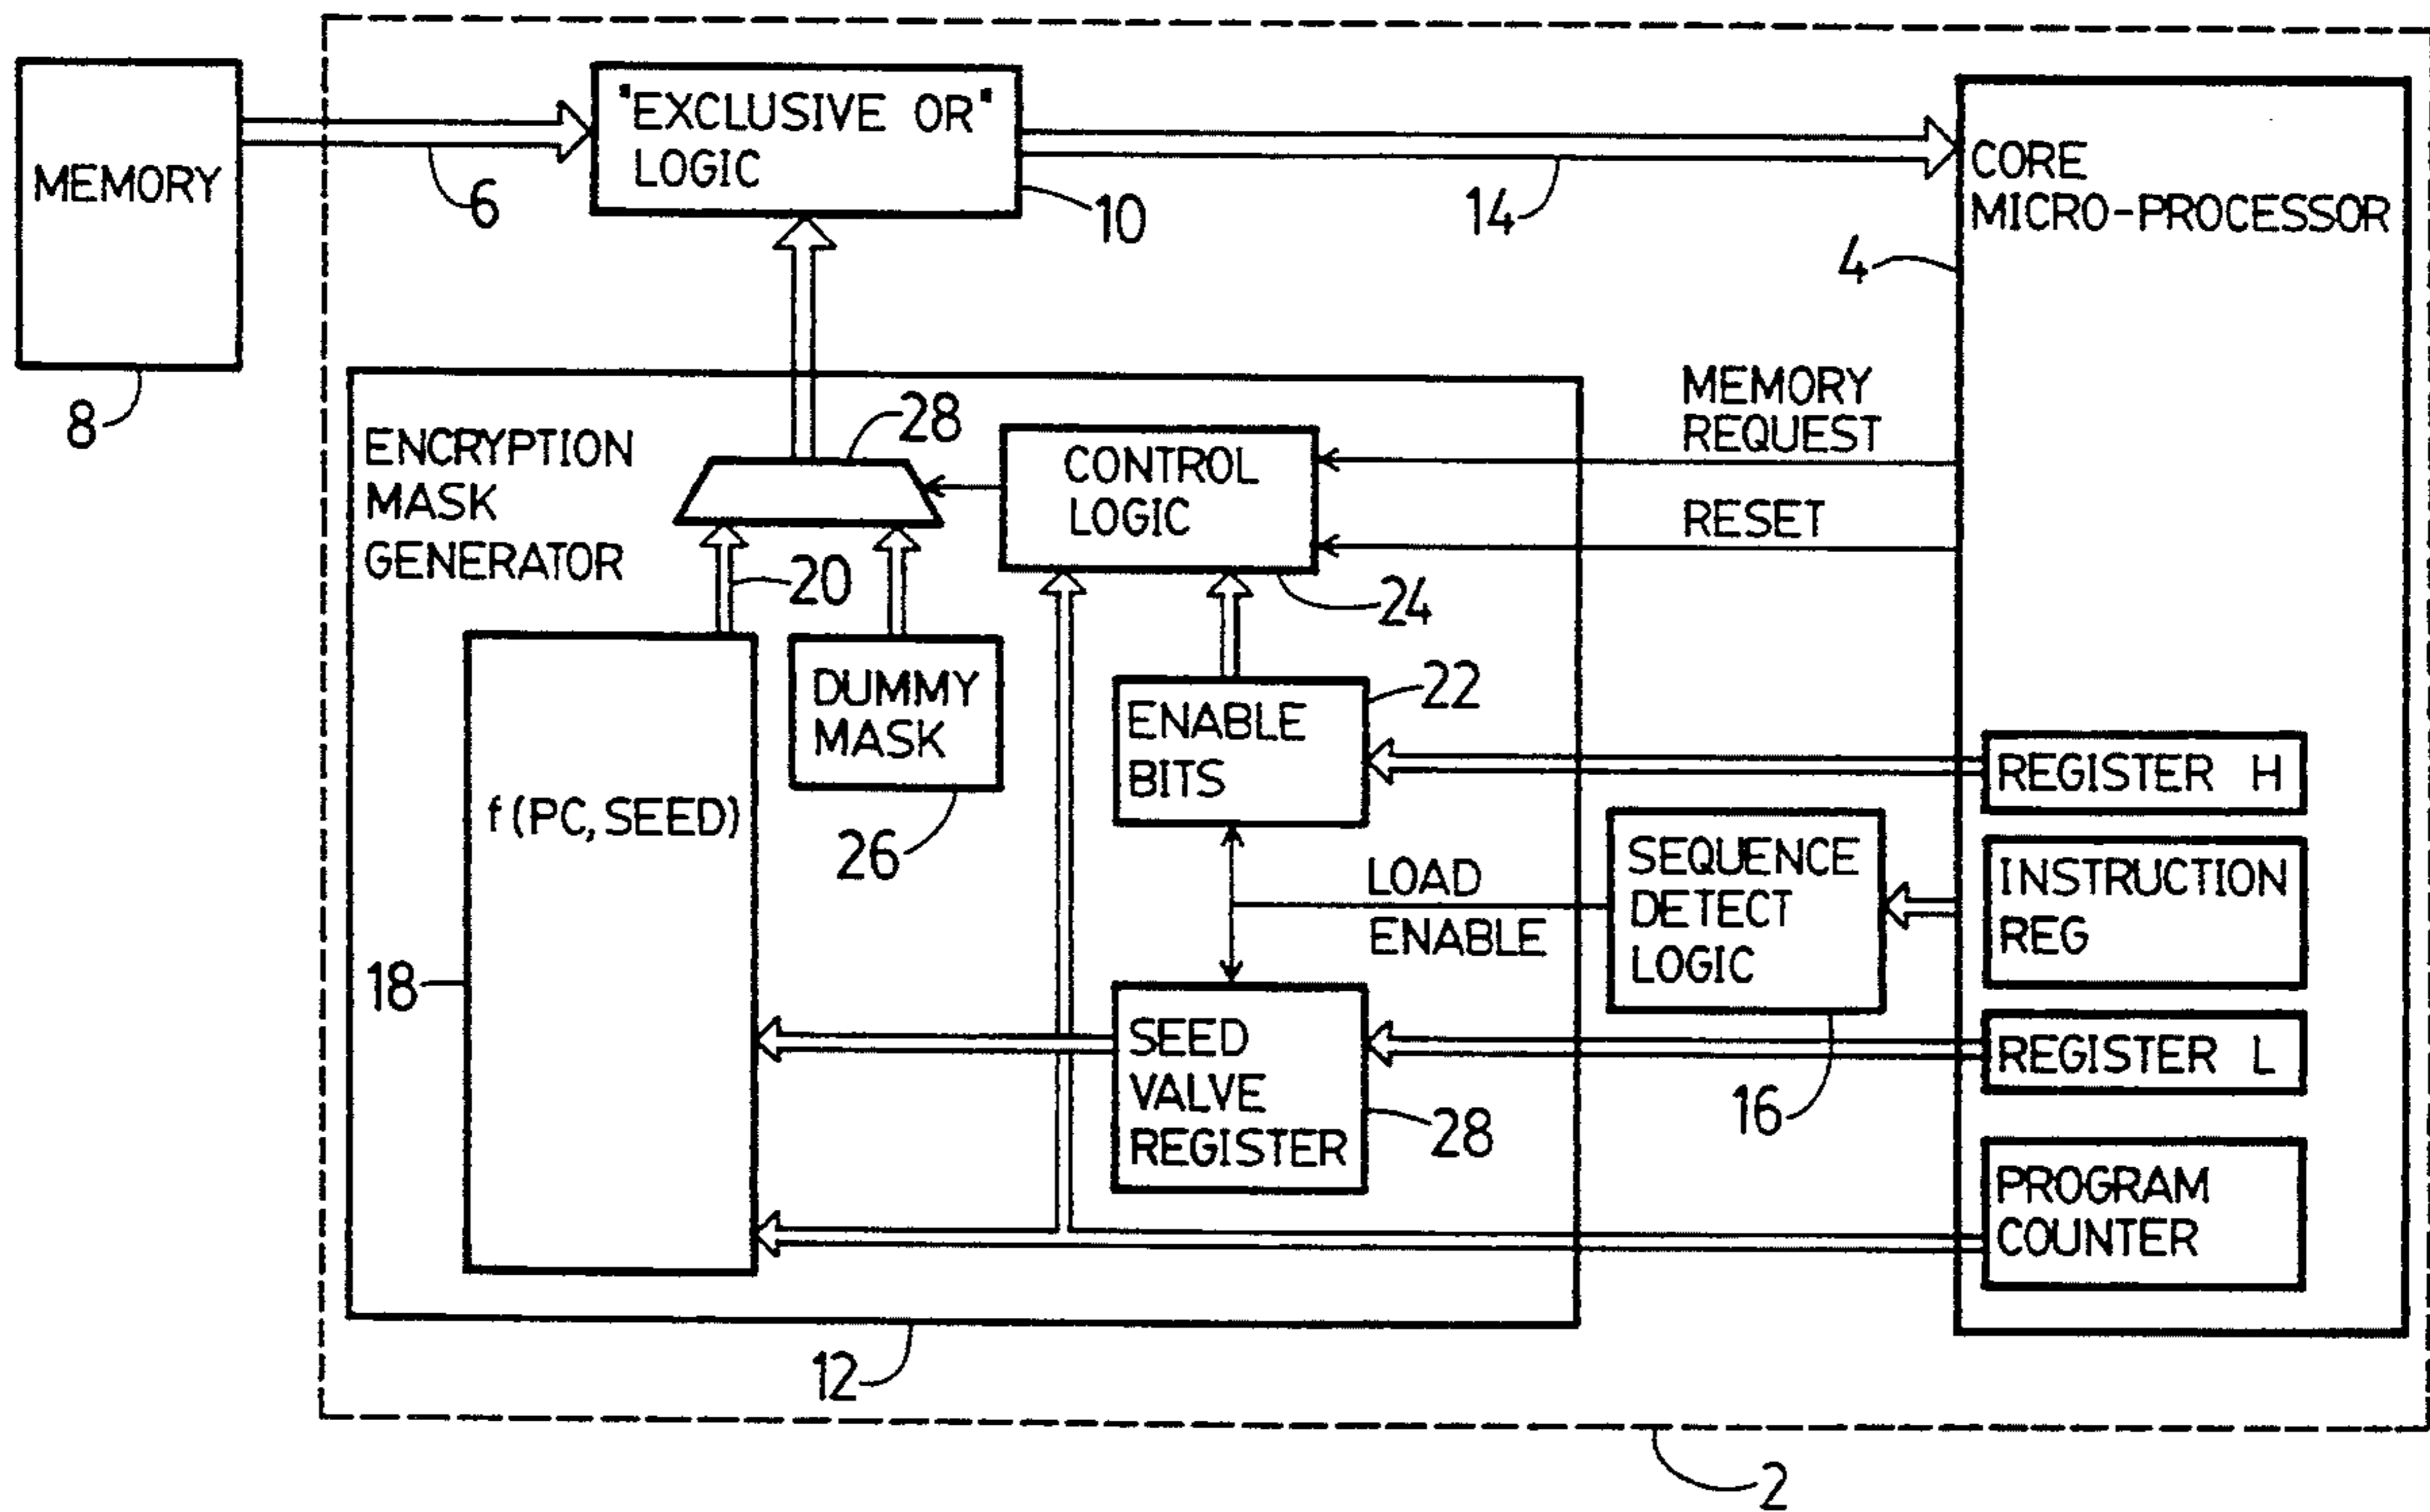 MEMORY
8
6
"EXCLUSIVE OR"
LOGIC
10
14
CORE
MICRO-PROCESSOR
4
ENCRYPTION
MASK
GENERATOR
28
CONTROL
LOGIC
24
MEMORY
REQUEST
RESET
20
DUMMY
MASK
26
ENABLE
BITS
22
f(PC, SEED)
18
LOAD
ENABLE
SEQUENCE
DETECT
LOGIC
16
SEED
VALVE
REGISTER
28
REGISTER H
INSTRUCTION
REG
REGISTER L
PROGRAM
COUNTER
12
2